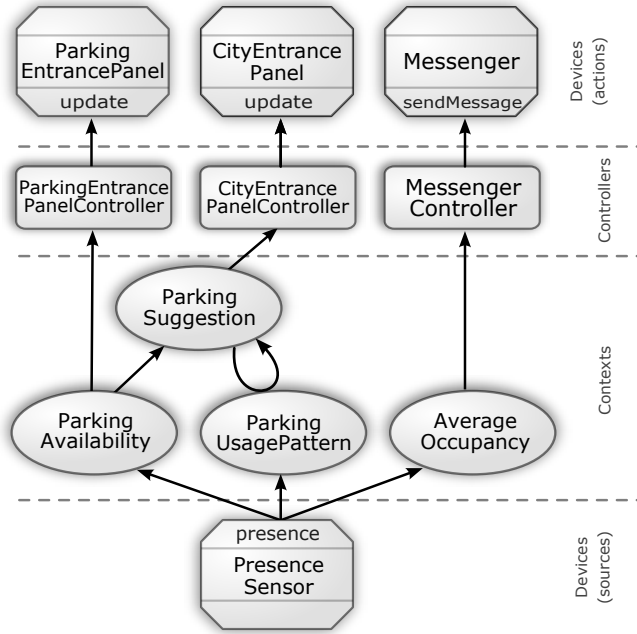 Parking
EntrancePanel
update
CityEntrance
Panel
update
Messenger
sendMessage
Devices
(actions)
ParkingEntrance
PanelController
CityEntrance
PanelController
Messenger
Controller
Controllers
Parking
Suggestion
Parking
Availability
Parking
UsagePattern
Average
Occupancy
Contexts
presence
Presence
Sensor
Devices
(sources)